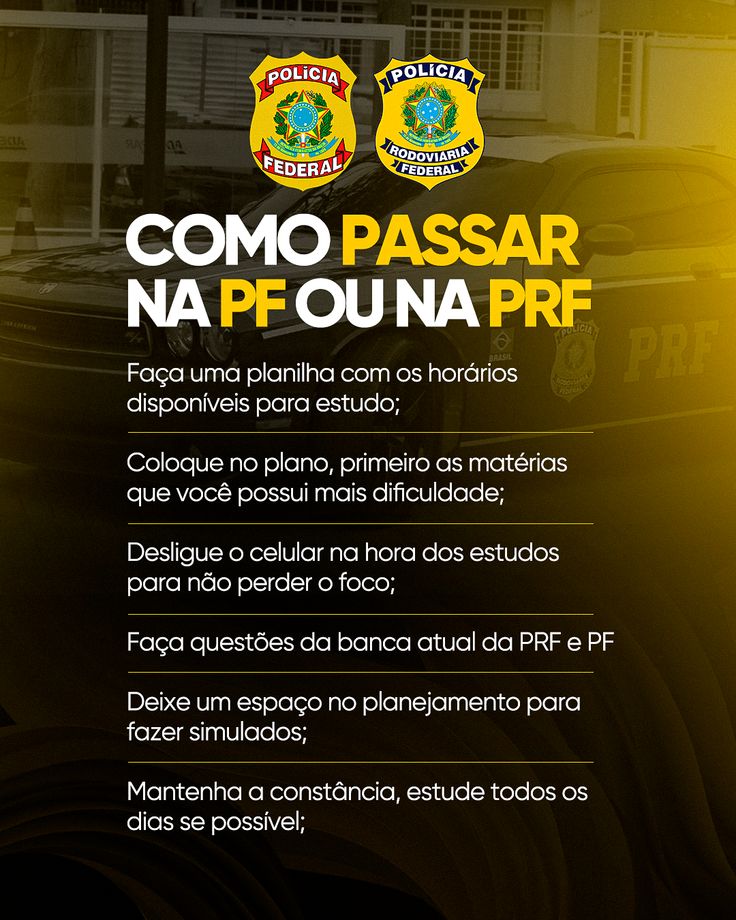 POLÍCIA
FEDERAL
POLÍCIA
RODOVIÁRIA
FEDERAL
COMO PASSAR
NA PF OU NA PRF
Faça uma planilha com os horários
disponíveis para estudo;
Coloque no plano, primeiro as matérias
que você possui mais dificuldade;
Desligue o celular na hora dos estudos
para não perder o foco;
Faça questões da banca atual da PRF e PF
Deixe um espaço no planejamento para
fazer simulados;
Mantenha a constância, estude todos os
dias se possível;
BRASIL
POLÍCIA
PRF